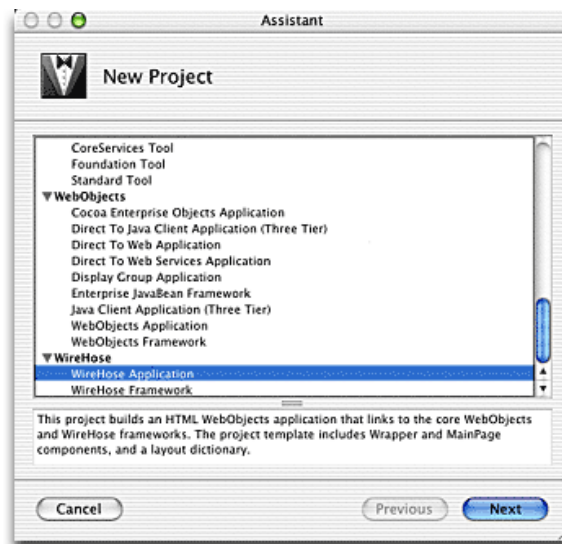 Assistant
New Project
CoreServices Tool
Foundation Tool
Standard Tool
WebObjects
Cocoa Enterprise Objects Application
Direct To Java Client Application (Three Tier)
Direct To Web Application
Direct To Web Services Application
Display Group Application
Enterprise JavaBean Framework
Java Client Application (Three Tier)
WebObjects Application
WebObjects Framework
WireHose
WireHose Application
WireHose Framework
This project builds an HTML WebObjects application that links to the core WebObjects
and WireHose frameworks. The project template includes Wrapper and MainPage
components, and a layout dictionary.
Cancel
Previous
Next